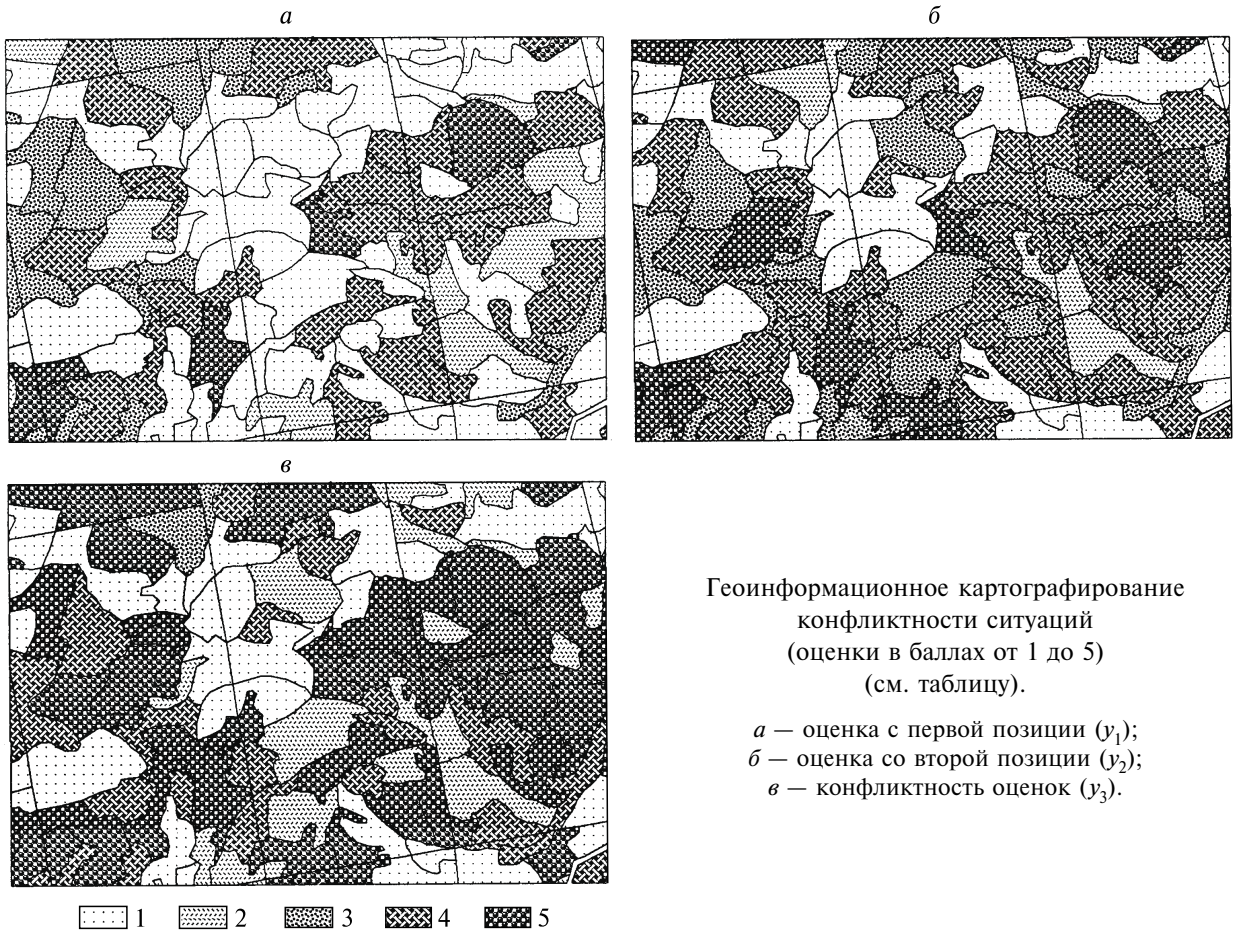 а
б
в
Геоинформационное картографирование
конфликтности ситуаций
(оценки в баллах от 1 до 5)
(см. таблицу).
а — оценка с первой позиции (y₁);
б — оценка со второй позиции (y₂);
в — конфликтность оценок (y₃).
1 2 3 4 5